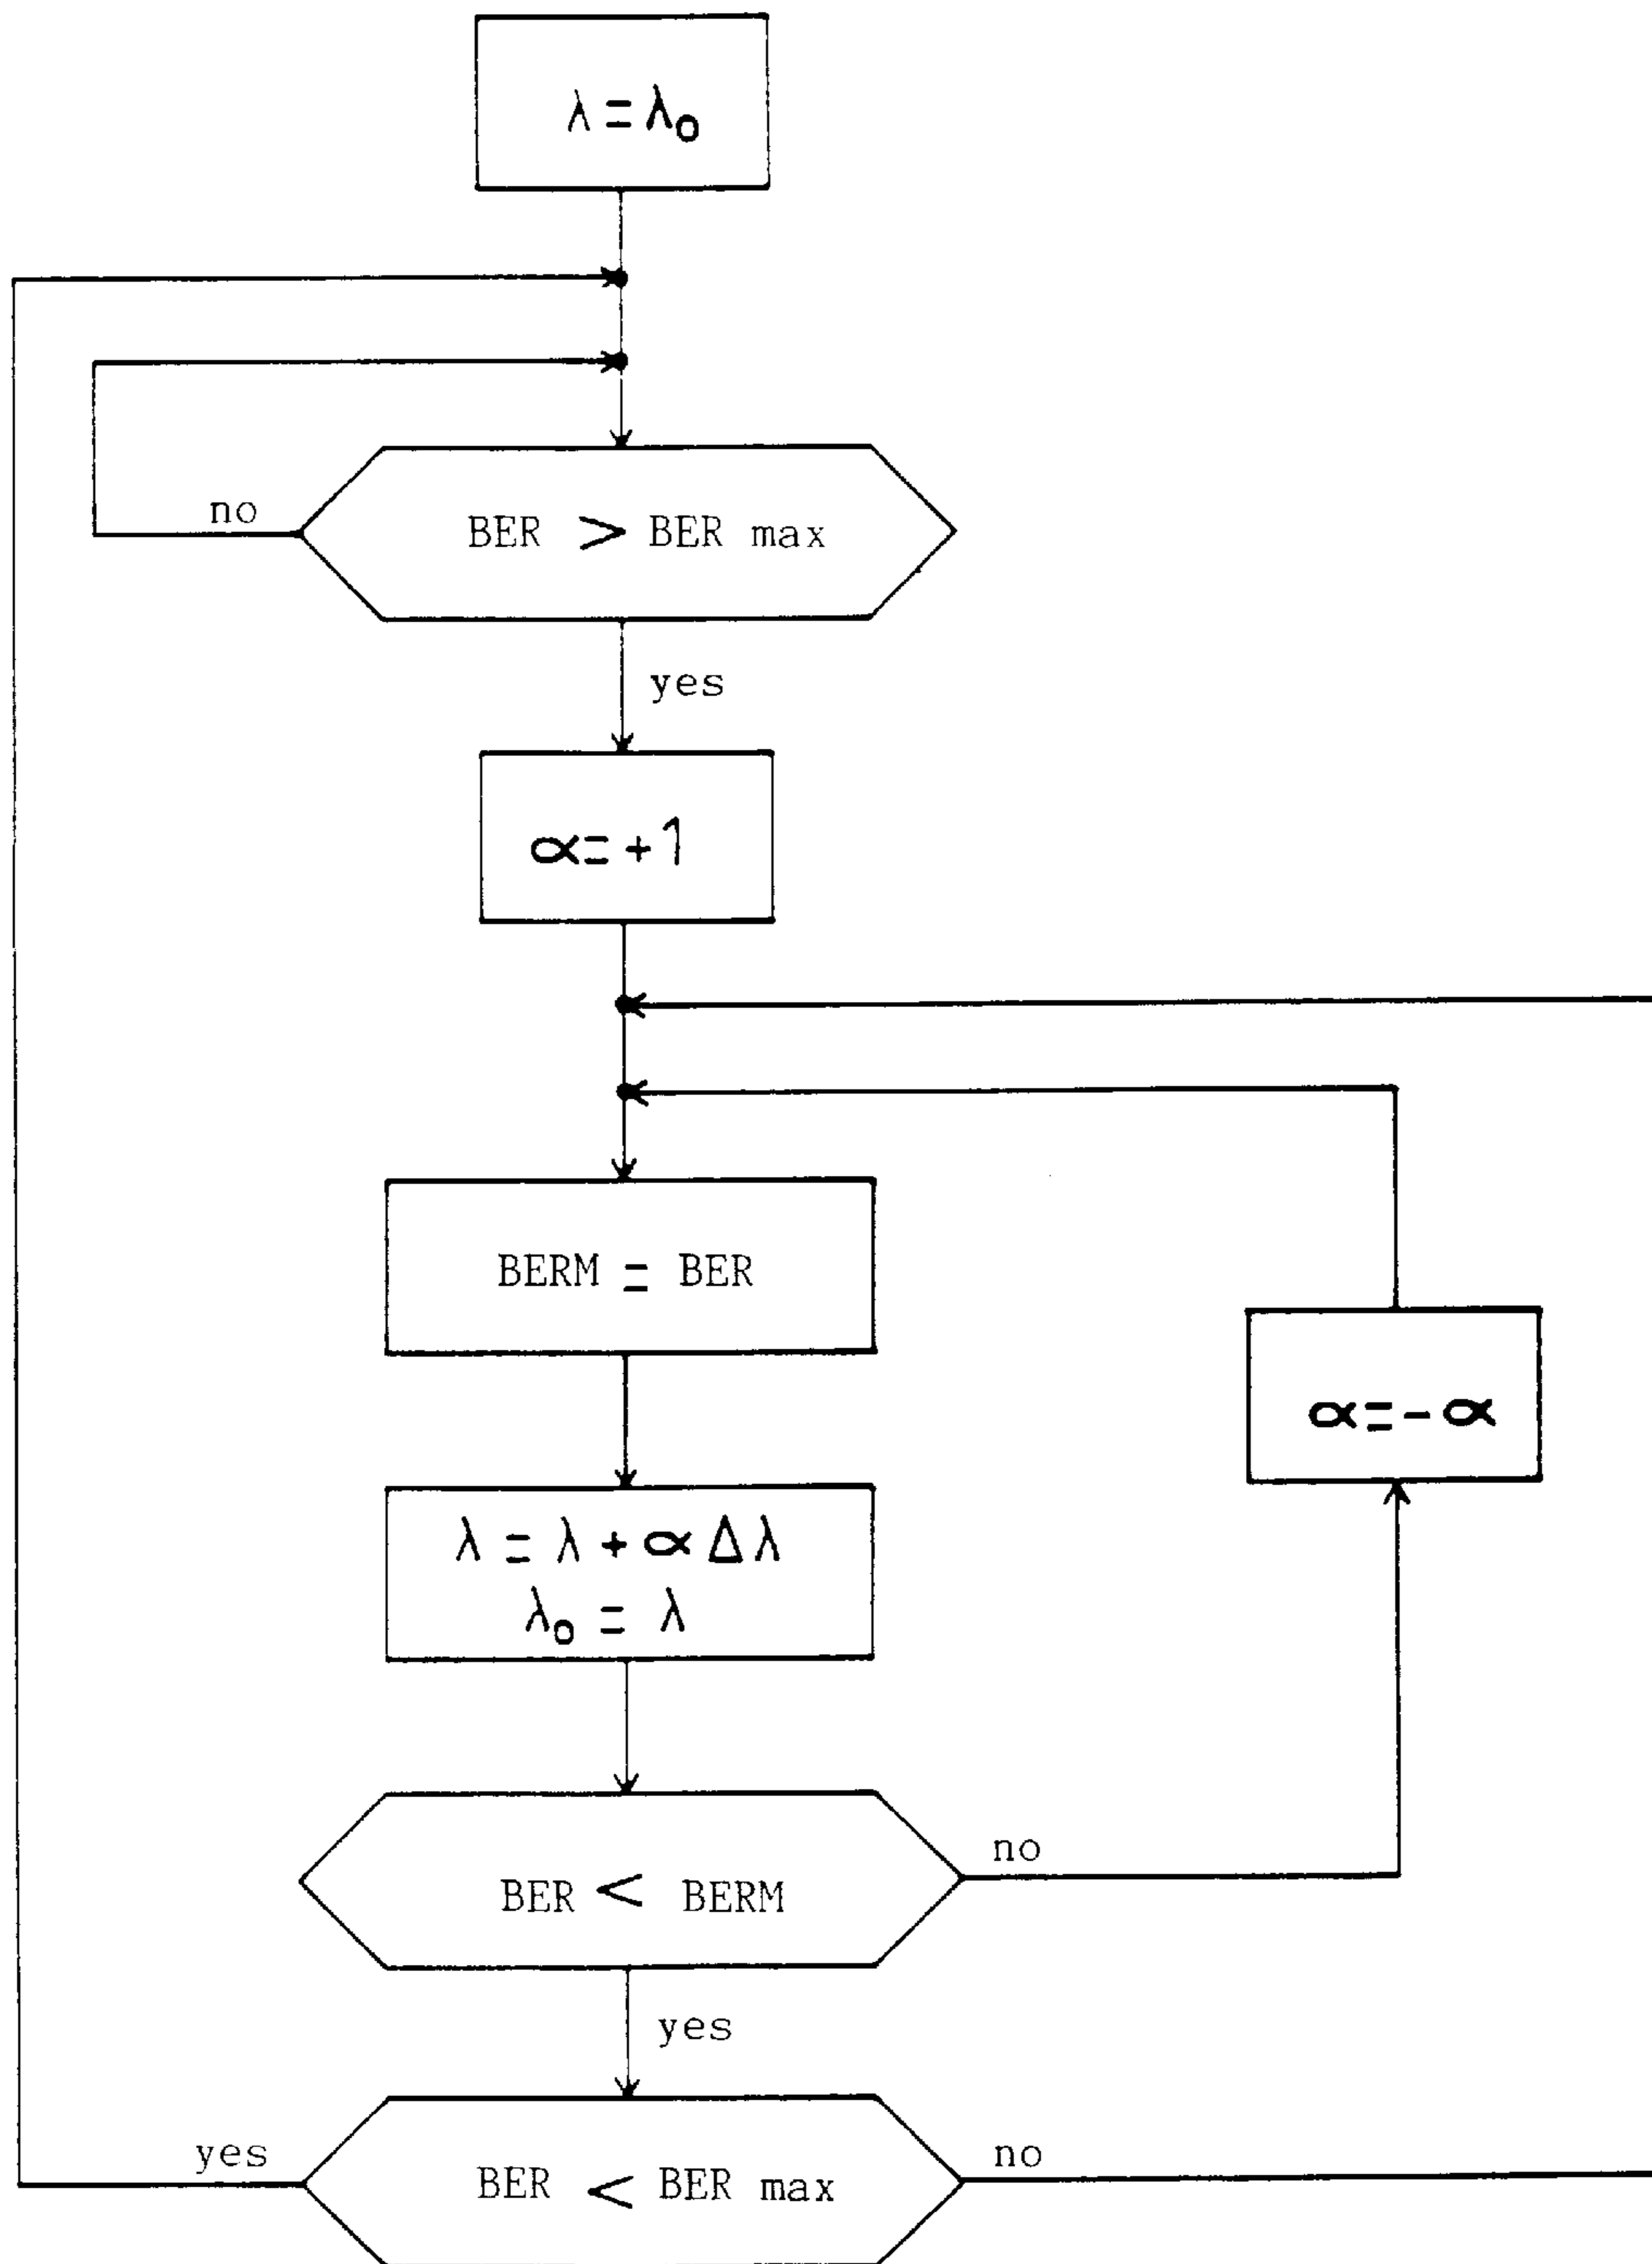 λ = λ₀
no
BER > BER max
yes
α = +1
BERM = BER
α = - α
λ = λ + α Δ λ
λ₀ = λ
no
BER < BERM
yes
yes
no
BER < BER max